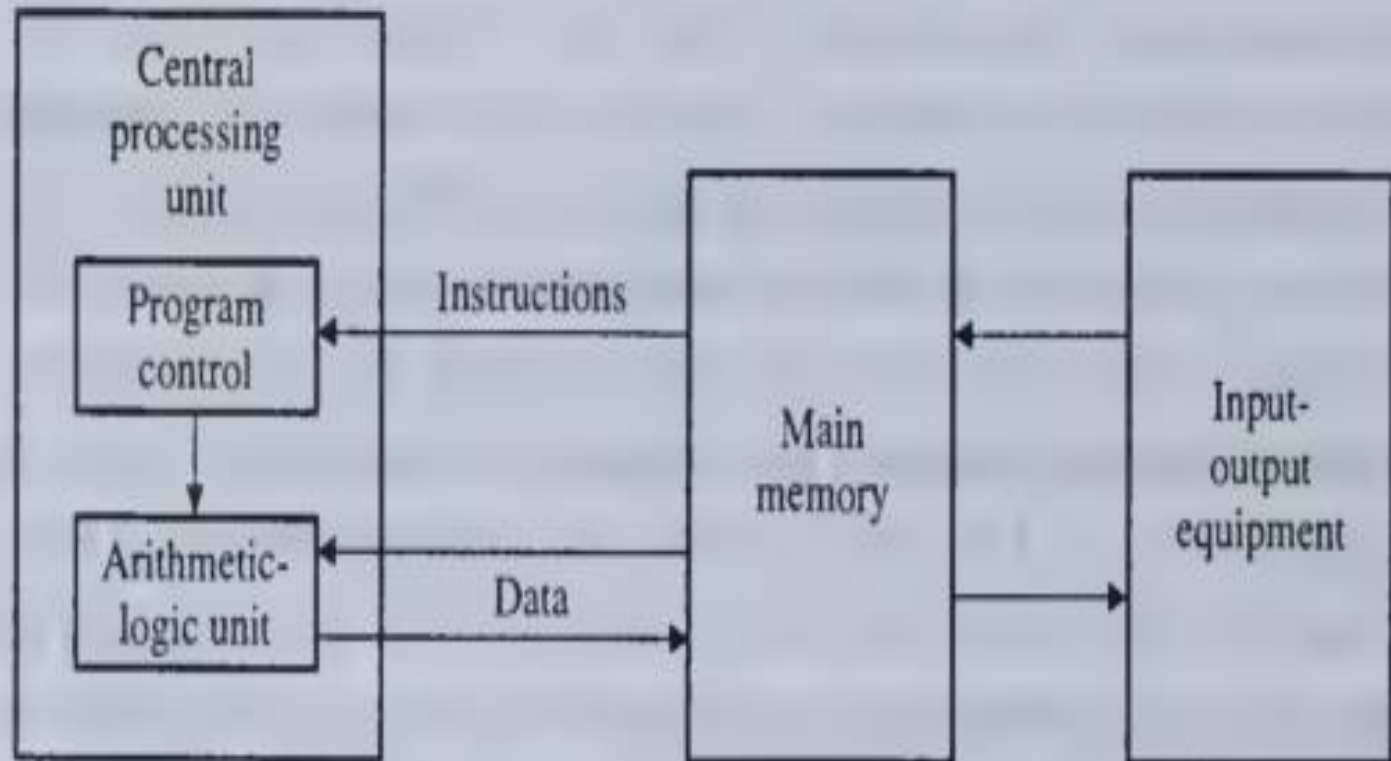 Central
processing
unit
Program
control
Arithmetic-
logic unit
Instructions
Data
Main
memory
Input-
output
equipment